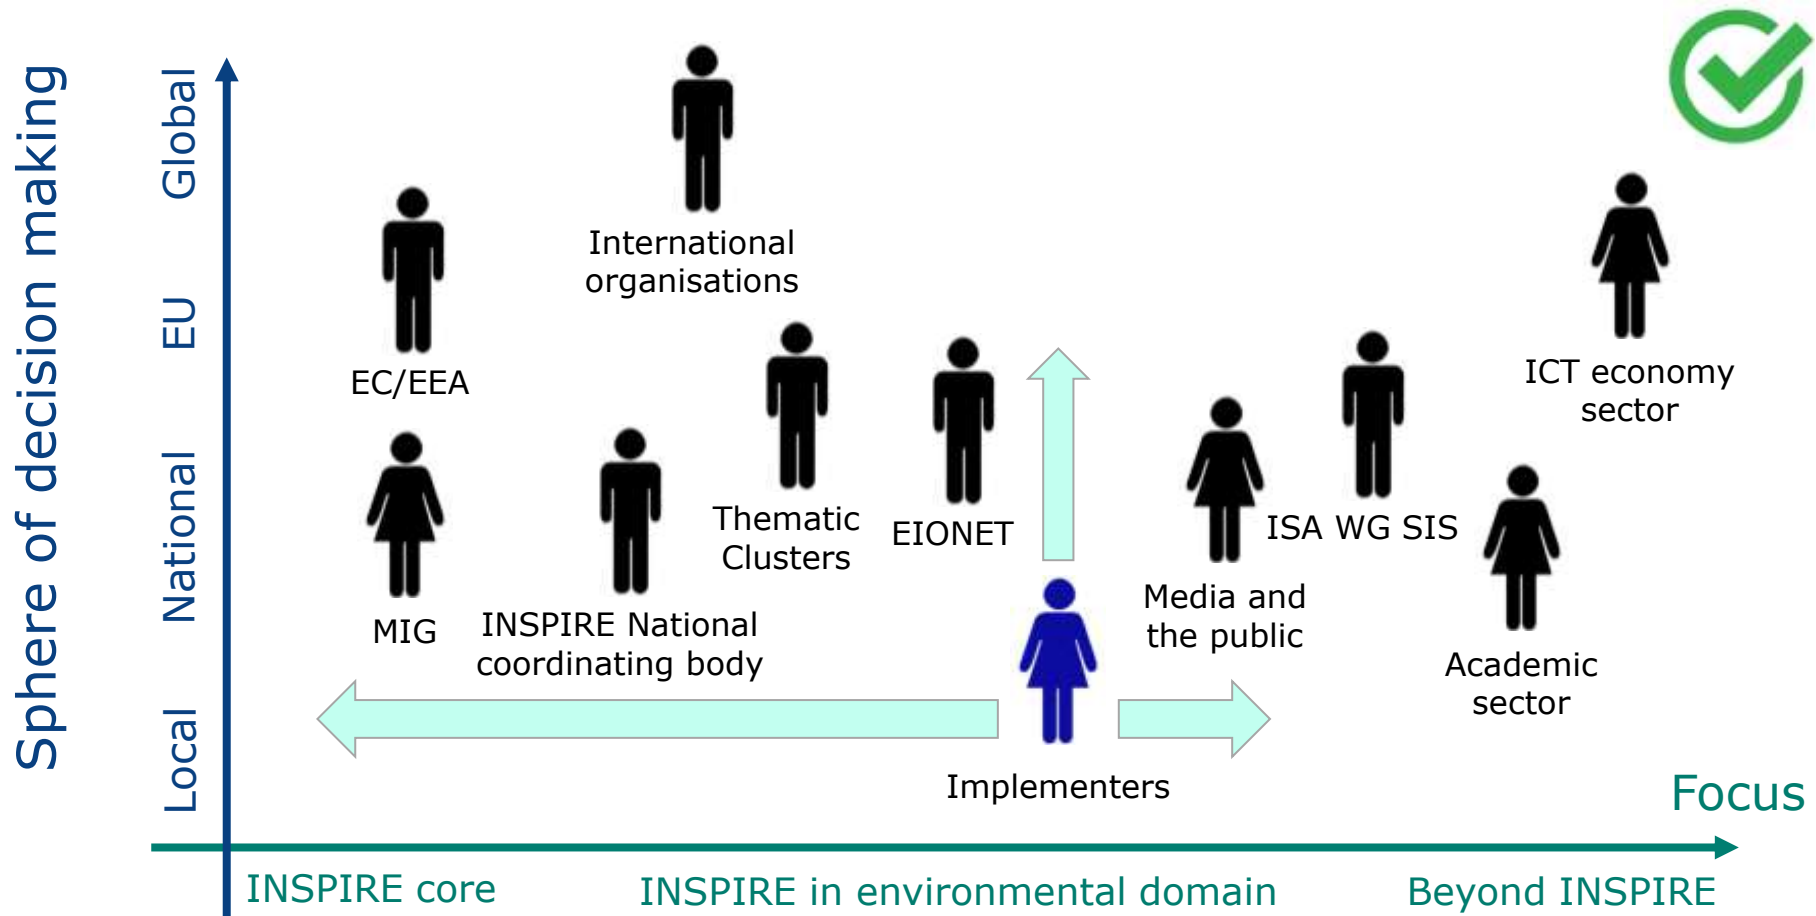 Sphere of decision making
Global
EU
National
Local
International
organisations
EC/EEA
ICT economy
sector
Thematic
Clusters
EIONET
ISA WG SIS
MIG
INSPIRE National
coordinating body
Media and
the public
Academic
sector
Implementers
Focus
INSPIRE core
INSPIRE in environmental domain
Beyond INSPIRE